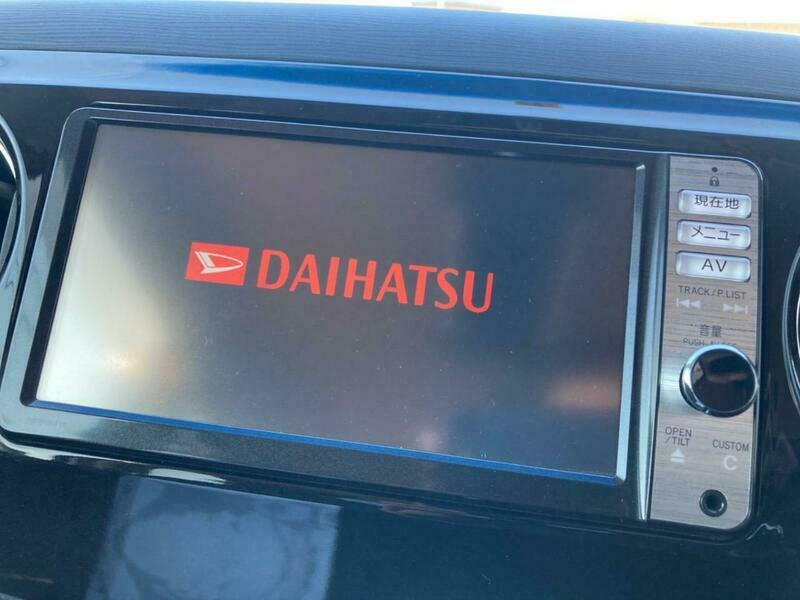 DAIHATSU
現在地
メニュー
AV
TRACK/P.LIST
音量
OPEN
/TILT
CUSTOM
C